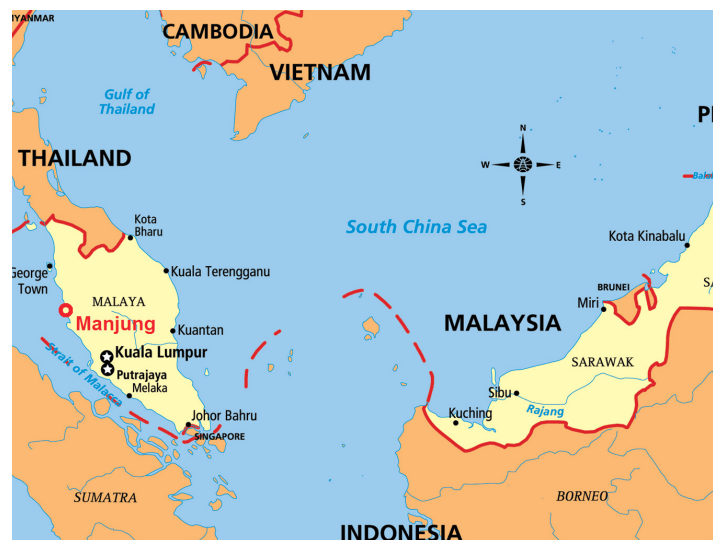 YANMAR
CAMBODIA
VIETNAM
Gulf of
Thailand
N
W
E
S
THAILAND
South China Sea
Kota
Bharu
Kota Kinabalu
George
Town
Kuala Terengganu
MALAYA
Manjung
Kuantan
BRUNEI
Miri
MALAYSIA
Kuala Lumpur
Putrajaya
Melaka
Strait of Malacca
SARAWAK
Sibu
Rajang
Kuching
Johor Bahru
SINGAPORE
SUMATRA
BORNEO
INDONESIA